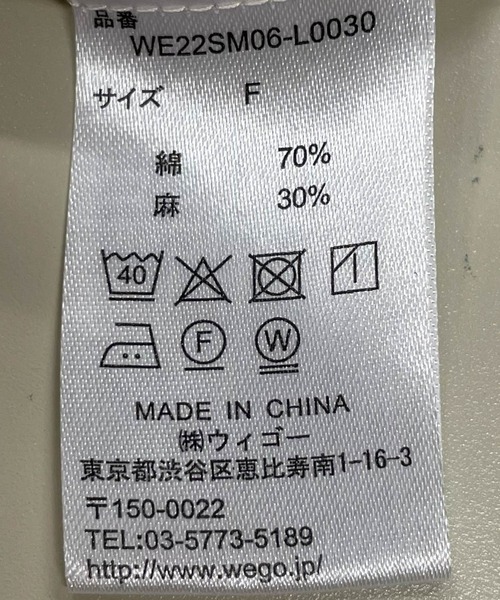 品番 WE22SM06-L0030
サイズ F
綿 70%
麻 30%
40
F W
MADE IN CHINA
㈱ウィゴー
東京都渋谷区恵比寿南1-16-3
〒150-0022
TEL:03-5773-5189
http://www.wego.jp/